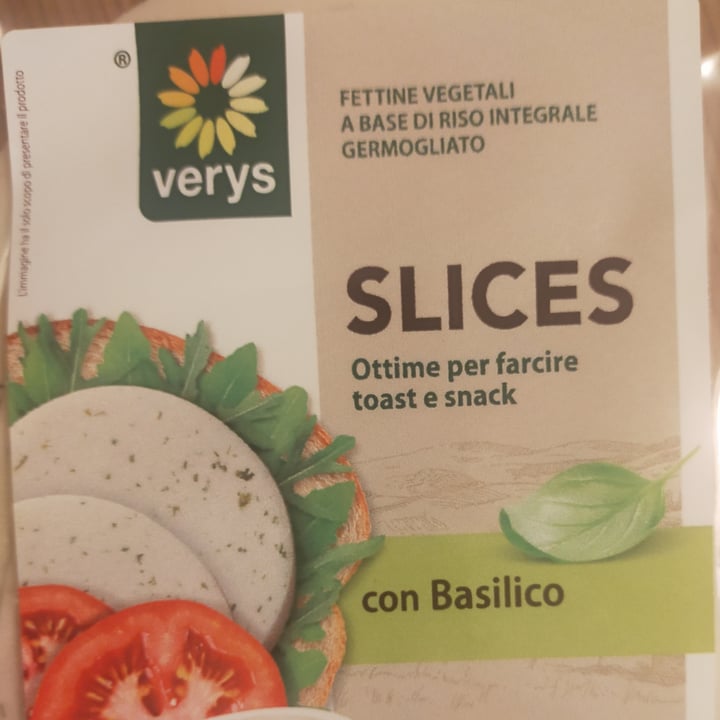 ®
verys
FETTINE VEGETALI
A BASE DI RISO INTEGRALE
GERMOGLIATO
SLICES
Ottime per farcire
toast e snack
con Basilico
L'immagine ha il solo scopo di presentare il prodotto